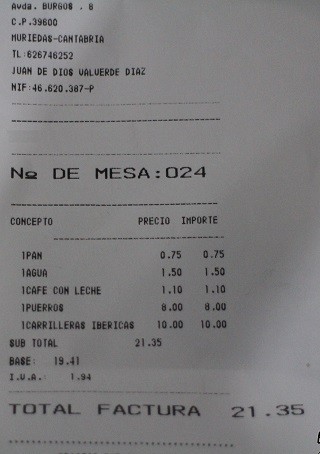 Avda. BURGOS . 8
C.P.39600
MURIEDAS-CANTABRIA
TL:626746252
JUAN DE DIOS VALVERDE DIAZ
NIF:46.620.387-P
Nº DE MESA:024
CONCEPTO PRECIO IMPORTE
1PAN 0.75 0.75
1AGUA 1.50 1.50
1CAFE CON LECHE 1.10 1.10
1PUERROS 8.00 8.00
1CARRILLERAS IBERICAS 10.00 10.00
SUB TOTAL 21.35
BASE: 19.41
I.V.A.: 1.94
TOTAL FACTURA 21.35